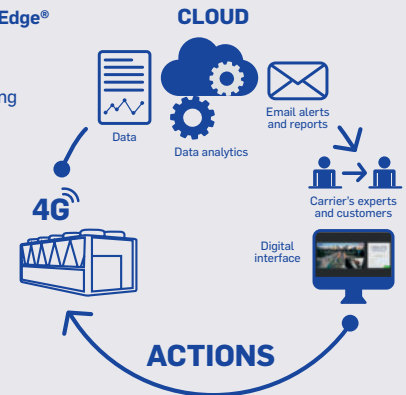 Edge®
CLOUD
ng
Data
Data analytics
Email alerts
and reports
4G
Carrier's experts
and customers
Digital
interface
ACTIONS